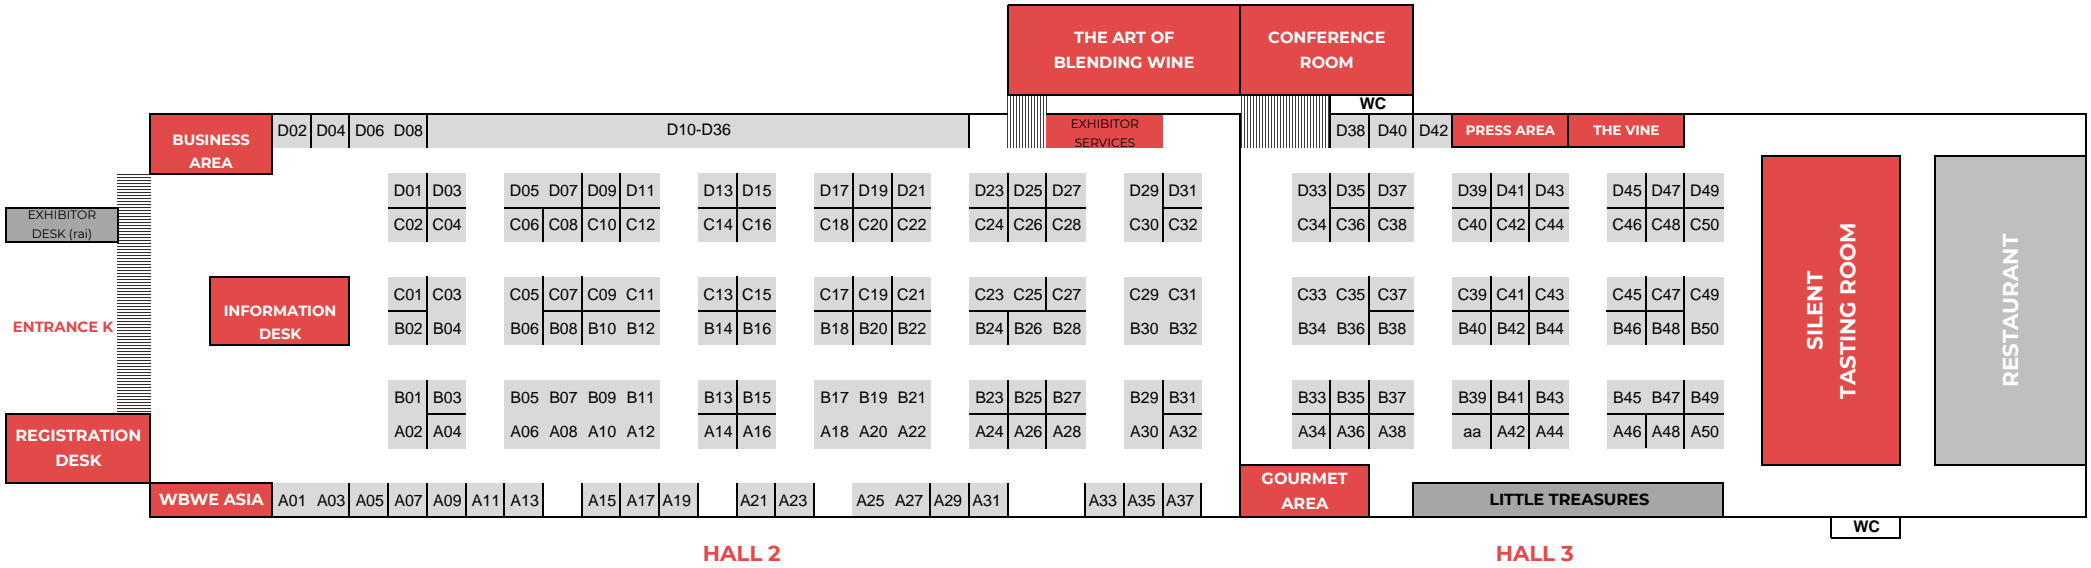 THE ART OF
BLENDING WINE
CONFERENCE
ROOM
WC
BUSINESS
AREA
D02 D04 D06 D08 D10-D36
EXHIBITOR
SERVICES
D38 D40 D42 PRESS AREA THE VINE
D01 D03 D05 D07 D09 D11 D13 D15 D17 D19 D21 D23 D25 D27 D29 D31 D33 D35 D37 D39 D41 D43 D45 D47 D49
C02 C04 C06 C08 C10 C12 C14 C16 C18 C20 C22 C24 C26 C28 C30 C32 C34 C36 C38 C40 C42 C44 C46 C48 C50
EXHIBITOR
DESK (rai)
INFORMATION
DESK
ENTRANCE K
C01 C03 C05 C07 C09 C11 C13 C15 C17 C19 C21 C23 C25 C27 C29 C31 C33 C35 C37 C39 C41 C43 C45 C47 C49
B02 B04 B06 B08 B10 B12 B14 B16 B18 B20 B22 B24 B26 B28 B30 B32 B34 B36 B38 B40 B42 B44 B46 B48 B50
SILENT
TASTING ROOM
RESTAURANT
B01 B03 B05 B07 B09 B11 B13 B15 B17 B19 B21 B23 B25 B27 B29 B31 B33 B35 B37 B39 B41 B43 B45 B47 B49
A02 A04 A06 A08 A10 A12 A14 A16 A18 A20 A22 A24 A26 A28 A30 A32 A34 A36 A38 aa A42 A44 A46 A48 A50
REGISTRATION
DESK
WBWE ASIA A01 A03 A05 A07 A09 A11 A13 A15 A17 A19 A21 A23 A25 A27 A29 A31 A33 A35 A37
GOURMET
AREA
LITTLE TREASURES
WC
HALL 2
HALL 3